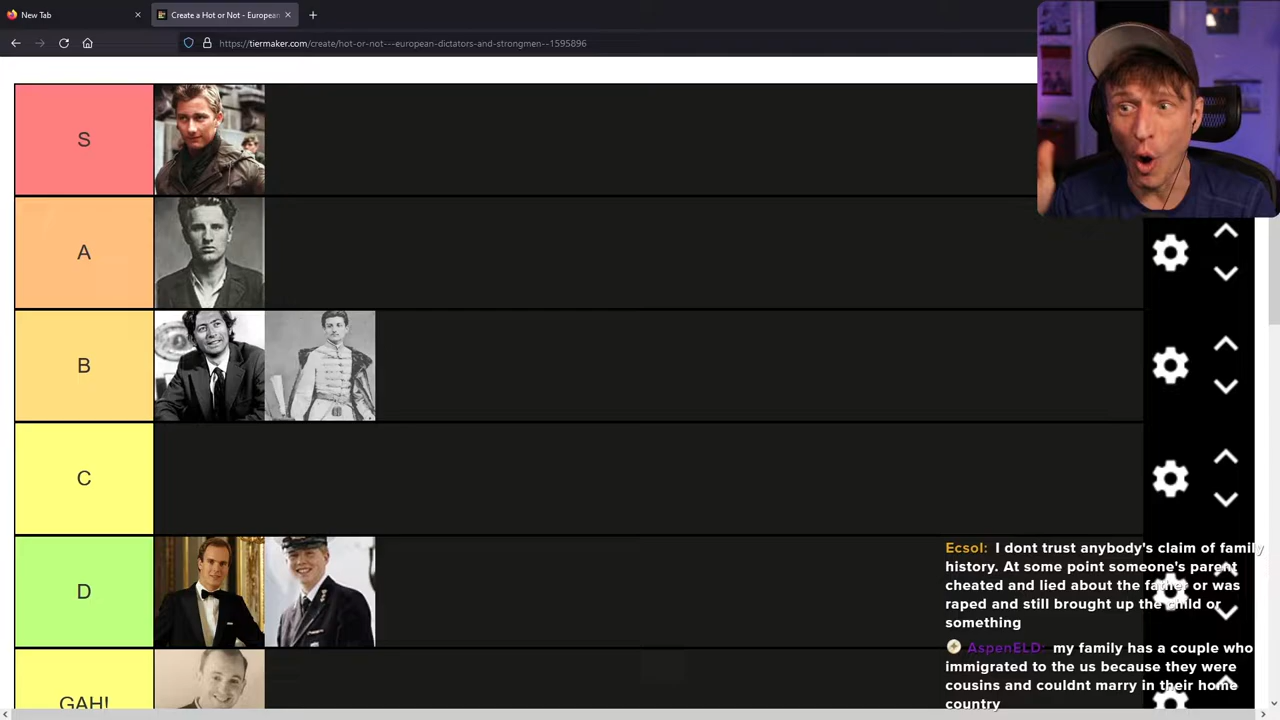 New Tab
Create a Hot or Not - European
https://tiermaker.com/create/hot-or-not---european-dictators-and-strongmen--1595896
S
A
B
C
D
GAH!
Ecsol: I dont trust anybody's claim of family
history. At some point someone's parent
cheated and lied about the father or was
raped and still brought up the child or
something
AspenELD: my family has a couple who
immigrated to the us because they were
cousins and couldnt marry in their home
country